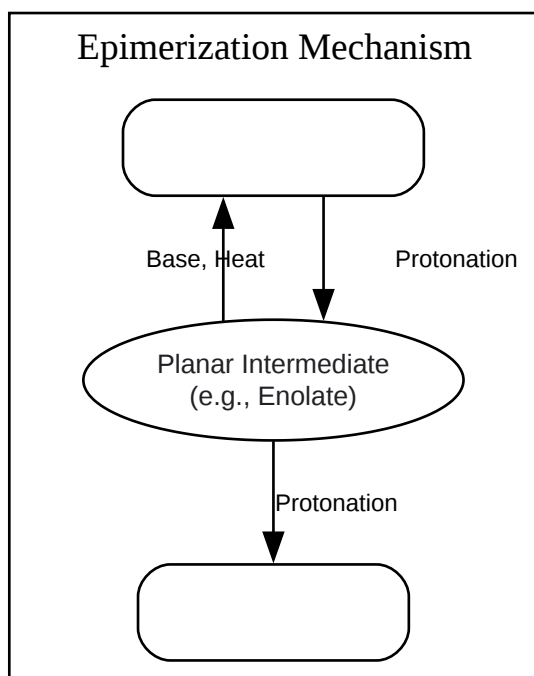 Epimerization Mechanism
Base, Heat
Protonation
Planar Intermediate
(e.g., Enolate)
Protonation